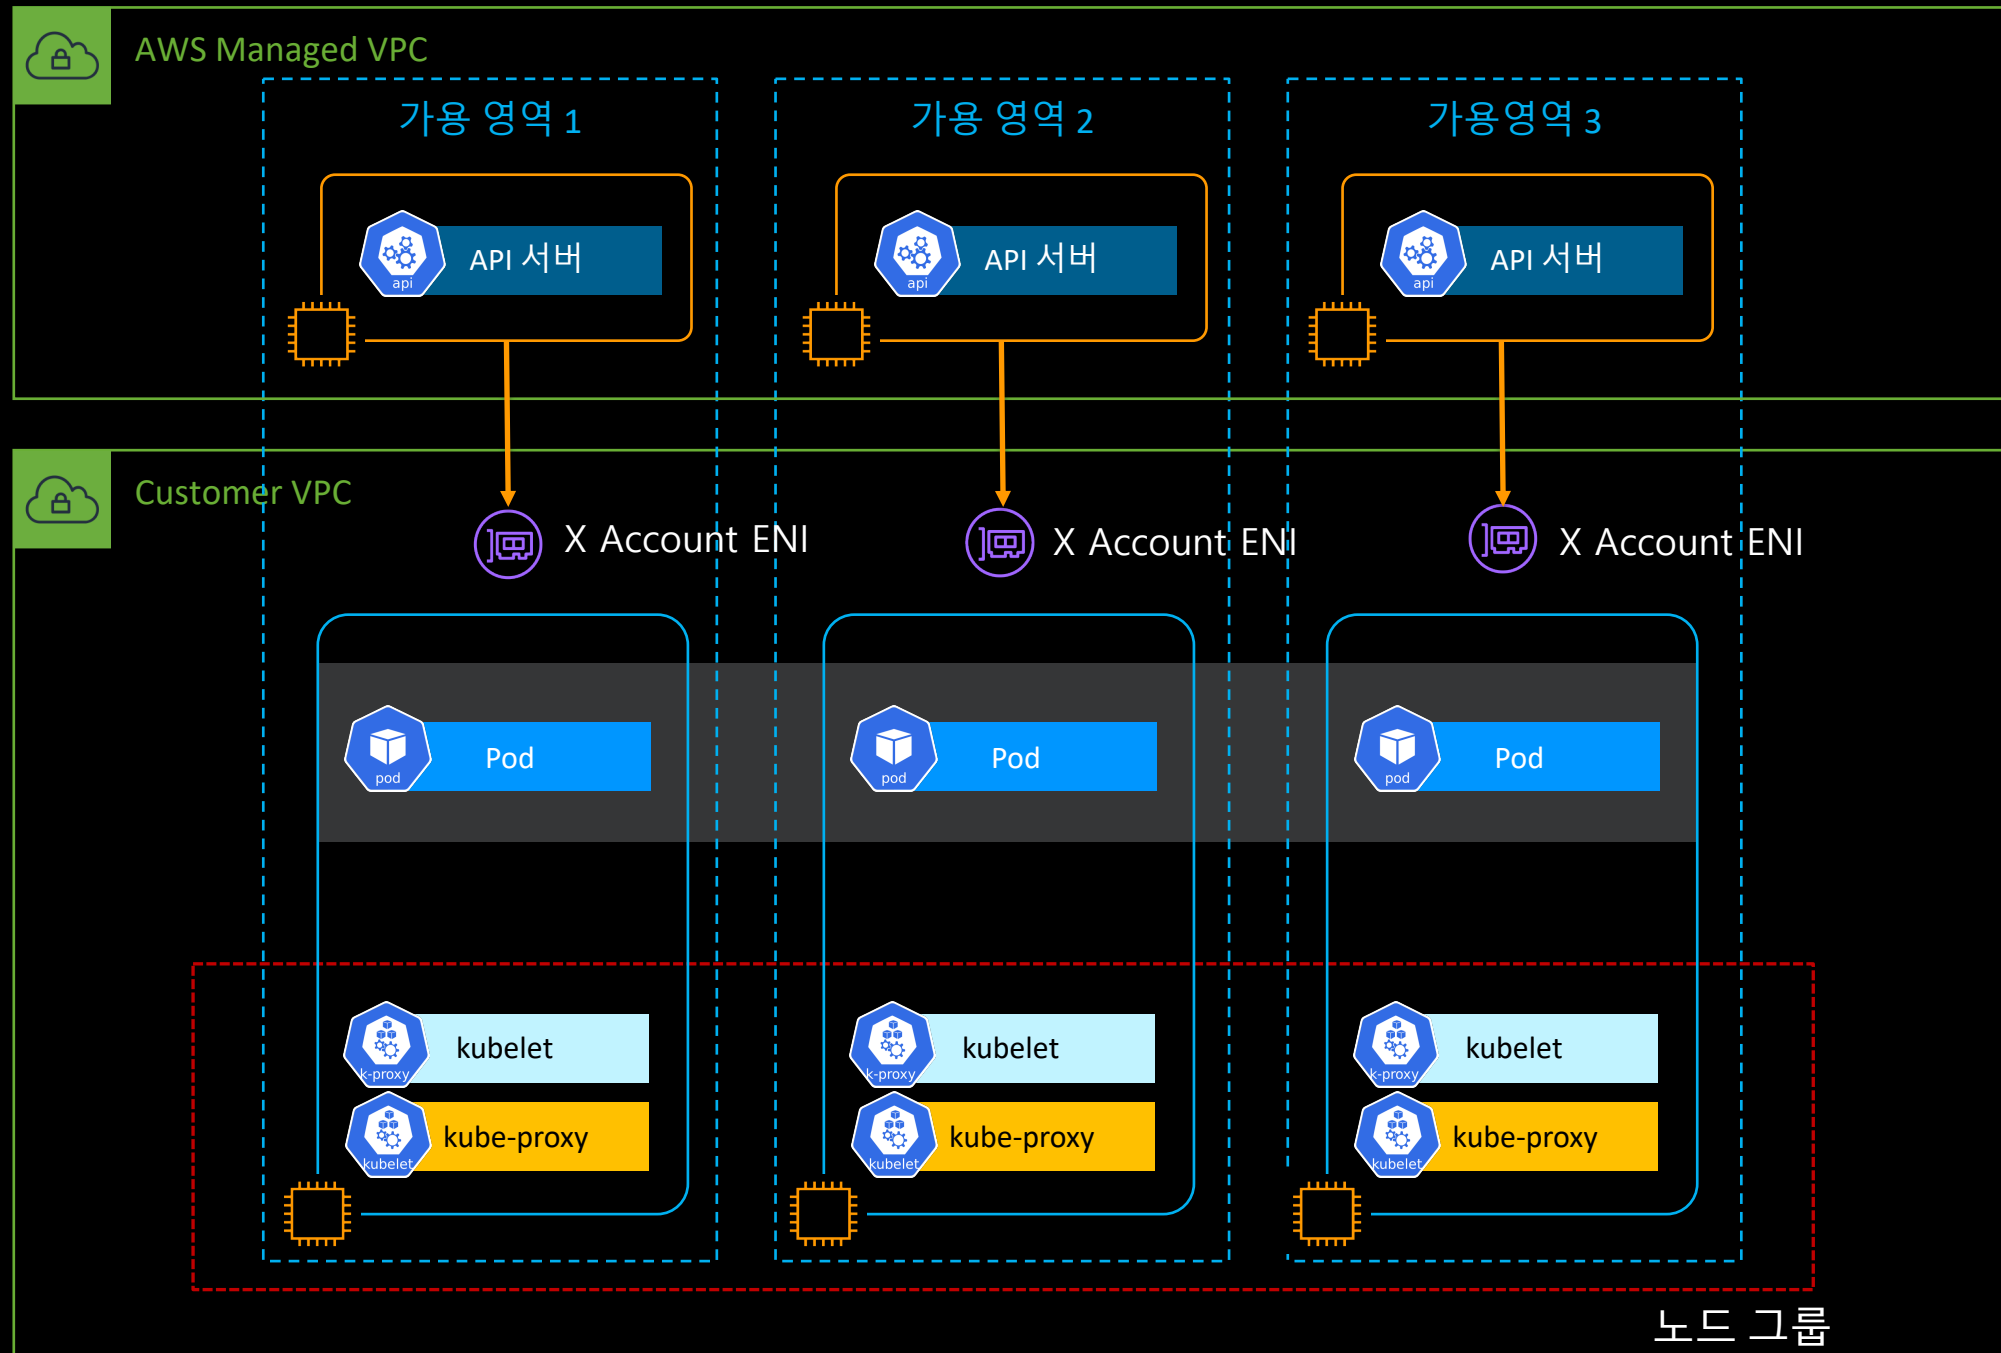 AWS Managed VPC
가용 영역 1
가용 영역 2
가용영역 3
api
API 서버
api
API 서버
api
API 서버
Customer VPC
X Account ENI
X Account ENI
X Account ENI
pod
Pod
pod
Pod
pod
Pod
k-proxy
kubelet
k-proxy
kubelet
k-proxy
kubelet
kubelet
kube-proxy
kubelet
kube-proxy
kubelet
kube-proxy
노드 그룹